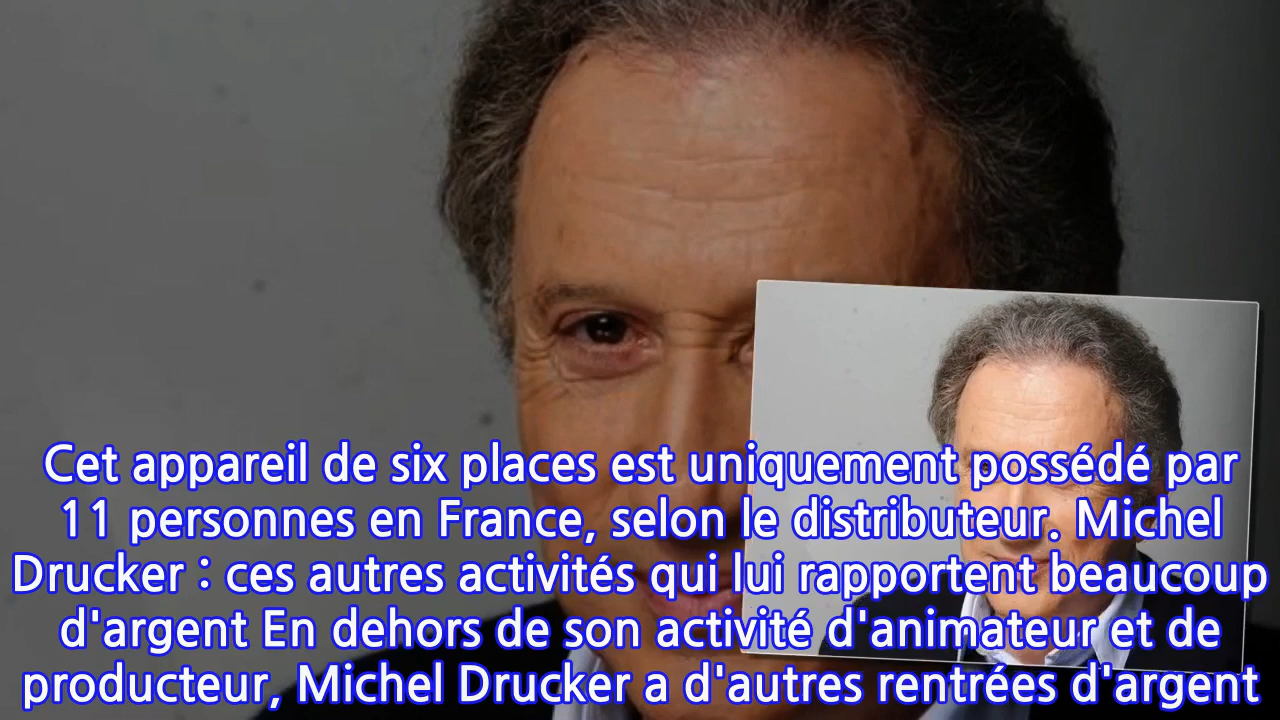 Cet appareil de six places est uniquement possédé par
11 personnes en France, selon le distributeur. Michel
Drucker : ces autres activités qui lui rapportent beaucoup
d'argent En dehors de son activité d'animateur et de
producteur, Michel Drucker a d'autres rentrées d'argent